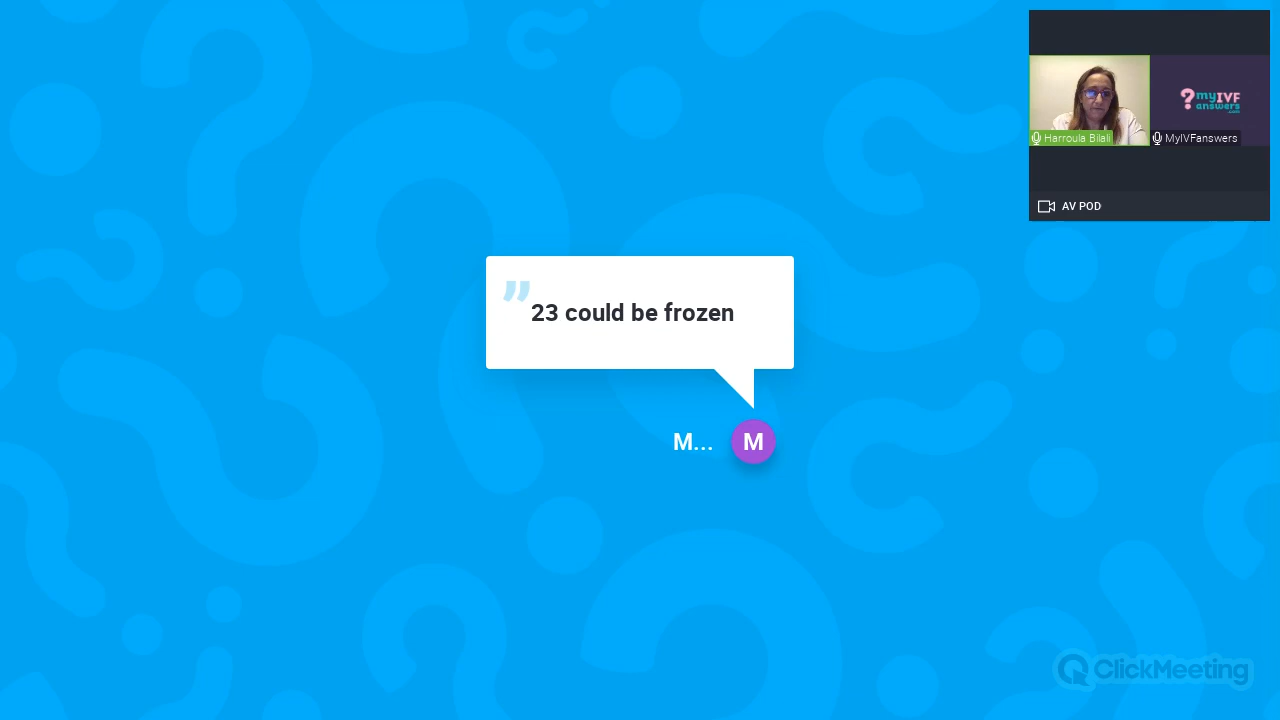 ?myIVF
answers
.com
Harroula Bilali
MyIVFanswers
AV POD
” 23 could be frozen
M...
M
ClickMeeting